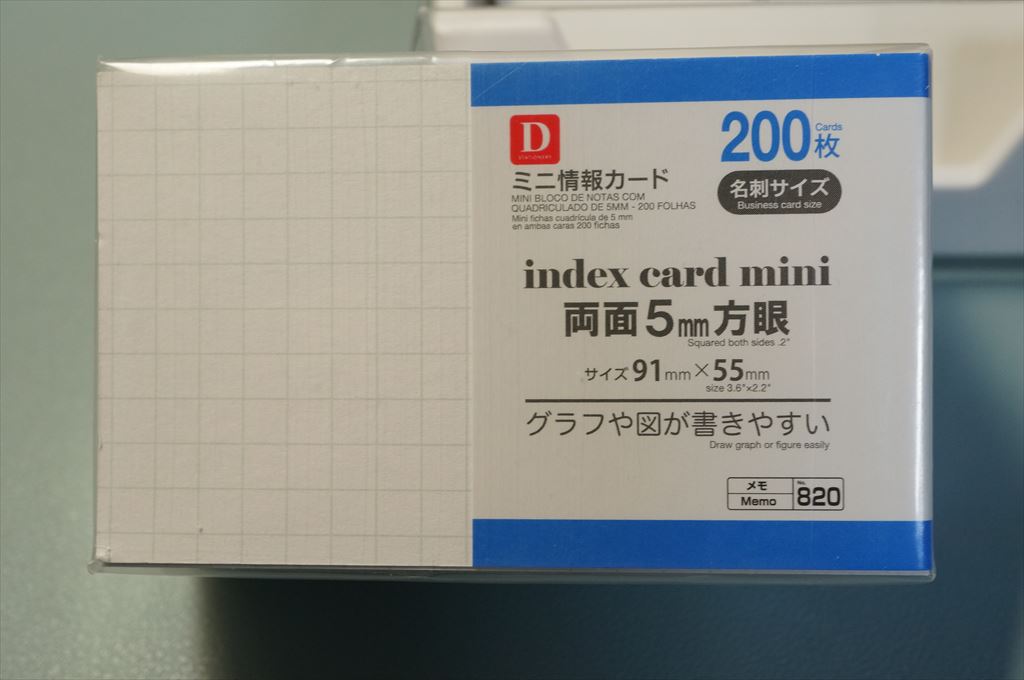 D
STATIONERY
200枚
Cards
ミニ情報カード
MINI BLOCO DE NOTAS COM
QUADRICULADO DE 5MM - 200 FOLHAS
Mini fichas cuadrícula de 5 mm
en ambas caras 200 fichas
名刺サイズ
Business card size
index card mini
両面5mm方眼
Squared both sides .2"
サイズ91mm×55mm
size 3.6"×2.2"
グラフや図が書きやすい
Draw graph or figure easily
メモ
Memo
No.
820